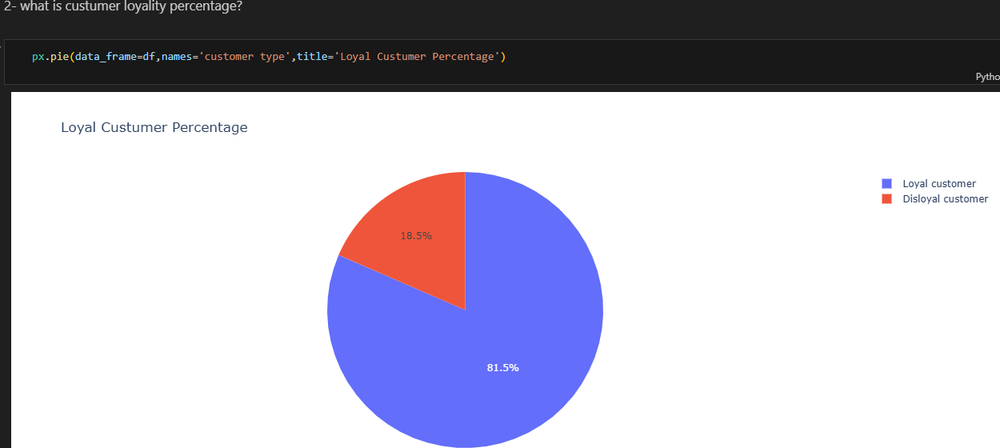 2- what is custumer loyality percentage?
px.pie(data_frame=df,names='customer type',title='Loyal Custumer Percentage')
Pytho
Loyal Custumer Percentage
Loyal customer
Disloyal customer
18.5%
81.5%